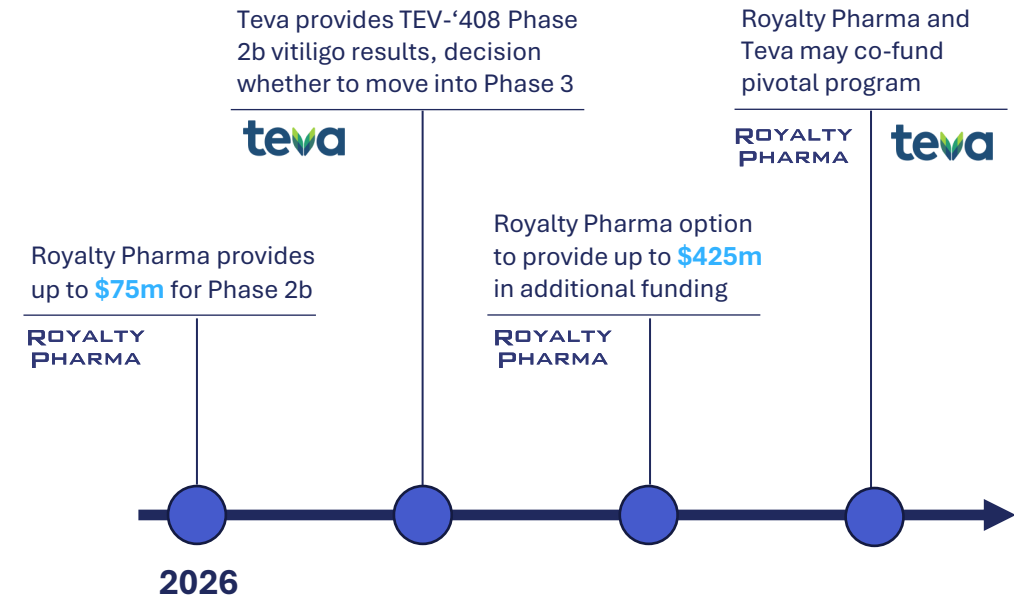 Teva provides TEV-‘408 Phase
2b vitiligo results, decision
whether to move into Phase 3
teva
Royalty Pharma and
Teva may co-fund
pivotal program
ROYALTY
PHARMA
teva
Royalty Pharma provides
up to $75m for Phase 2b
ROYALTY
PHARMA
Royalty Pharma option
to provide up to $425m
in additional funding
ROYALTY
PHARMA
2026